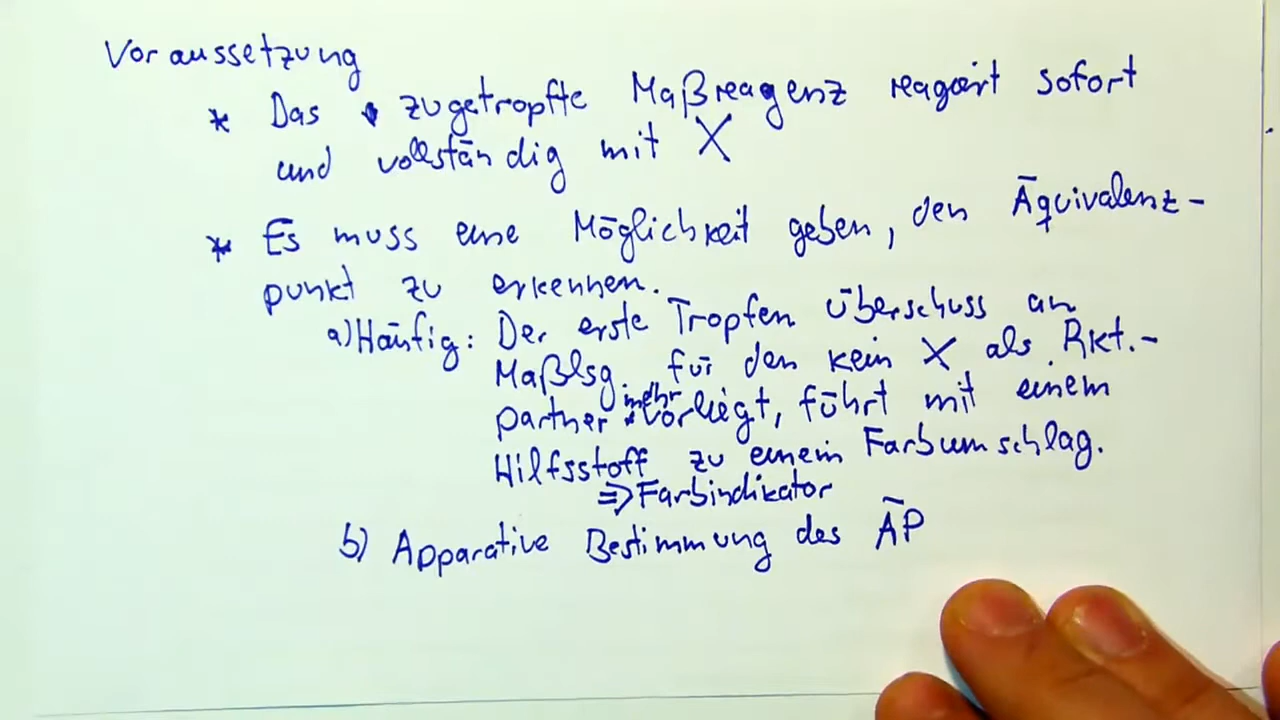 Voraussetzung
* Das zugetropfte Maßreagenz reagiert sofort
und vollständig mit X
* Es muss eine Möglichkeit geben, den Äquivalenz-
punkt zu erkennen.
a) Häufig: Der erste Tropfen Überschuss an
Maßlsg. für den kein X als Rkt.-
partner mehr vorliegt, führt mit einem
Hilfsstoff zu einem Farbumschlag.
⇒ Farbindikator
b) Apparative Bestimmung des ÄP